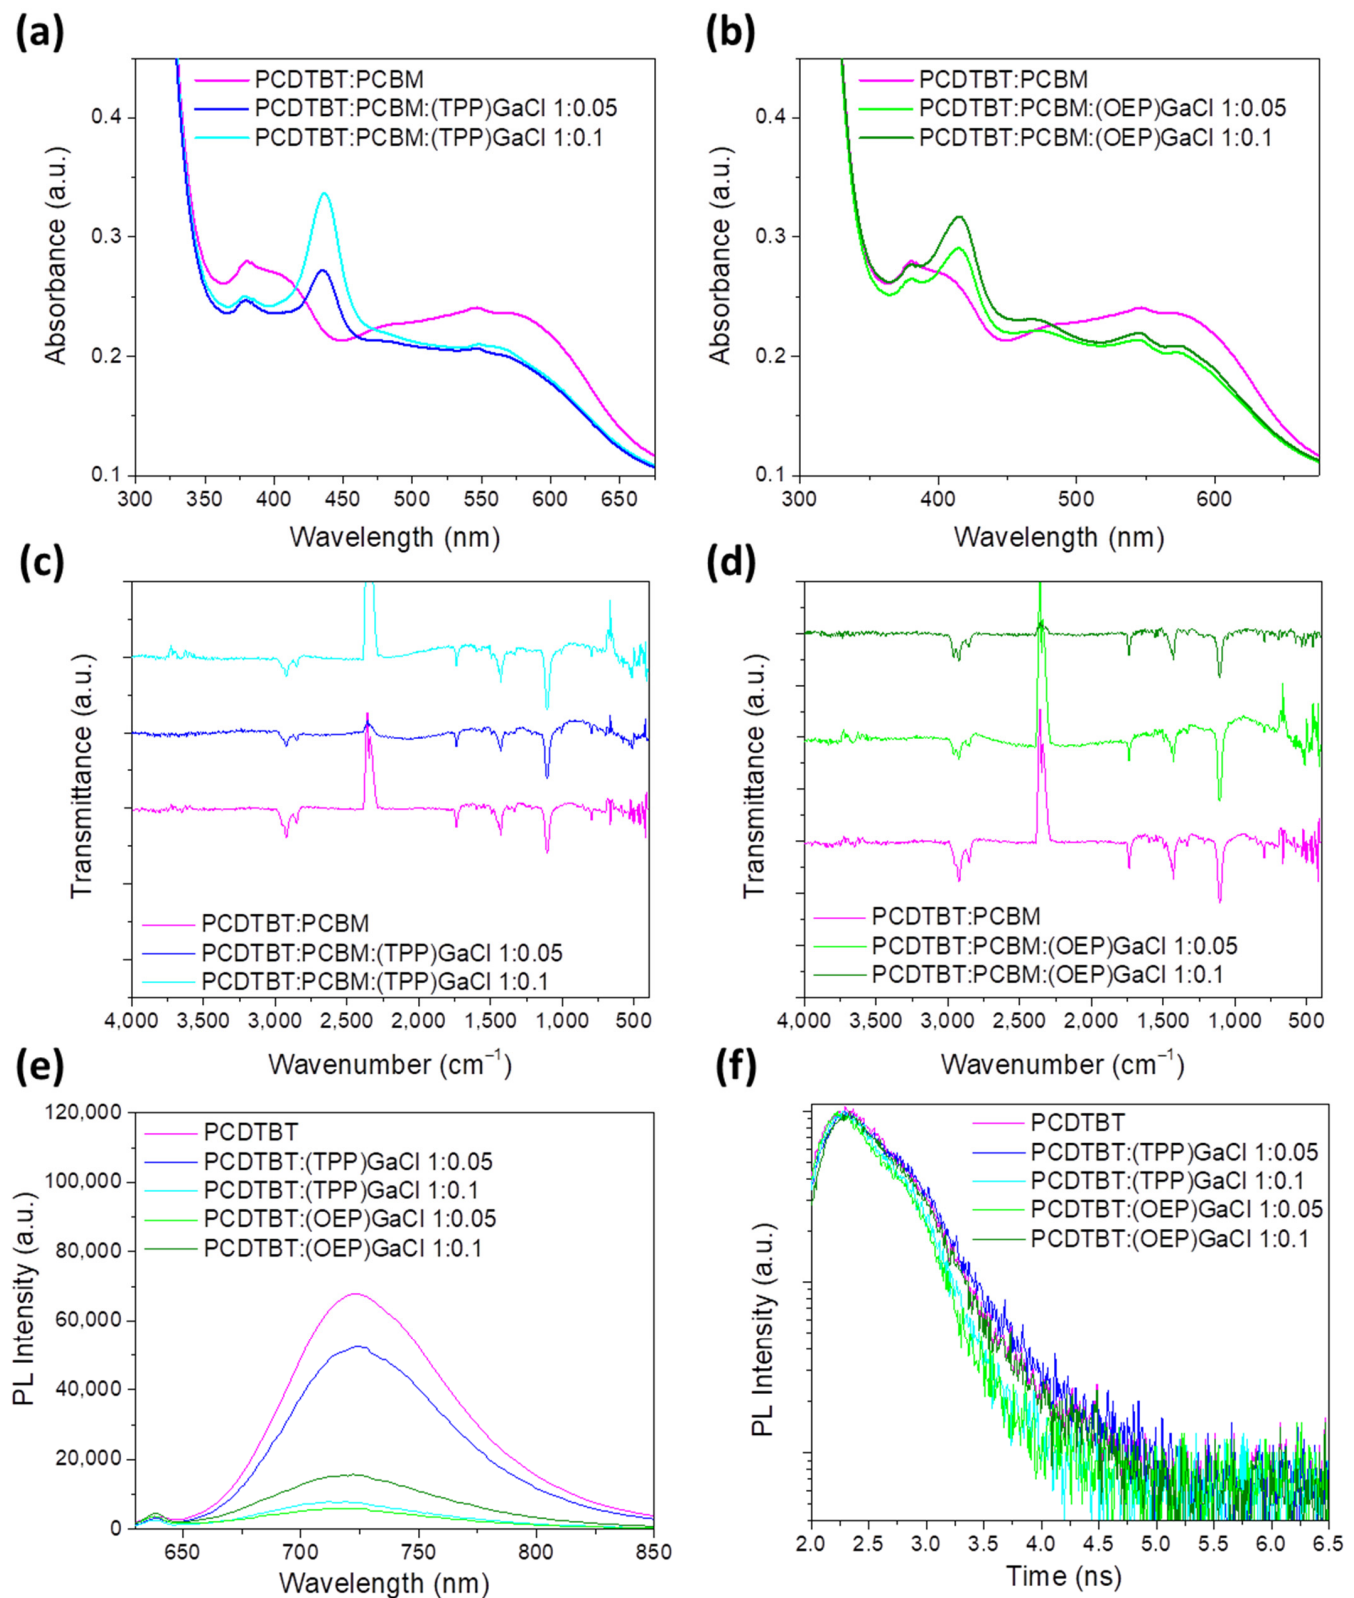 (a)
PCDTBT:PCBM
PCDTBT:PCBM:(TPP)GaCl 1:0.05
PCDTBT:PCBM:(TPP)GaCl 1:0.1
0.4
0.3
0.2
0.1
Absorbance (a.u.)
300 350 400 450 500 550 600 650
Wavelength (nm)
(b)
PCDTBT:PCBM
PCDTBT:PCBM:(OEP)GaCl 1:0.05
PCDTBT:PCBM:(OEP)GaCl 1:0.1
0.4
0.3
0.2
0.1
Absorbance (a.u.)
300 400 500 600
Wavelength (nm)
(c)
Transmittance (a.u.)
PCDTBT:PCBM
PCDTBT:PCBM:(TPP)GaCl 1:0.05
PCDTBT:PCBM:(TPP)GaCl 1:0.1
4,000 3,500 3,000 2,500 2,000 1,500 1,000 500
Wavenumber (cm⁻¹)
(d)
Transmittance (a.u.)
PCDTBT:PCBM
PCDTBT:PCBM:(OEP)GaCl 1:0.05
PCDTBT:PCBM:(OEP)GaCl 1:0.1
4,000 3,500 3,000 2,500 2,000 1,500 1,000 500
Wavenumber (cm⁻¹)
(e)
PCDTBT
PCDTBT:(TPP)GaCl 1:0.05
PCDTBT:(TPP)GaCl 1:0.1
PCDTBT:(OEP)GaCl 1:0.05
PCDTBT:(OEP)GaCl 1:0.1
120,000
100,000
80,000
60,000
40,000
20,000
0
PL Intensity (a.u.)
650 700 750 800 850
Wavelength (nm)
(f)
PCDTBT
PCDTBT:(TPP)GaCl 1:0.05
PCDTBT:(TPP)GaCl 1:0.1
PCDTBT:(OEP)GaCl 1:0.05
PCDTBT:(OEP)GaCl 1:0.1
PL Intensity (a.u.)
2.0 2.5 3.0 3.5 4.0 4.5 5.0 5.5 6.0 6.5
Time (ns)